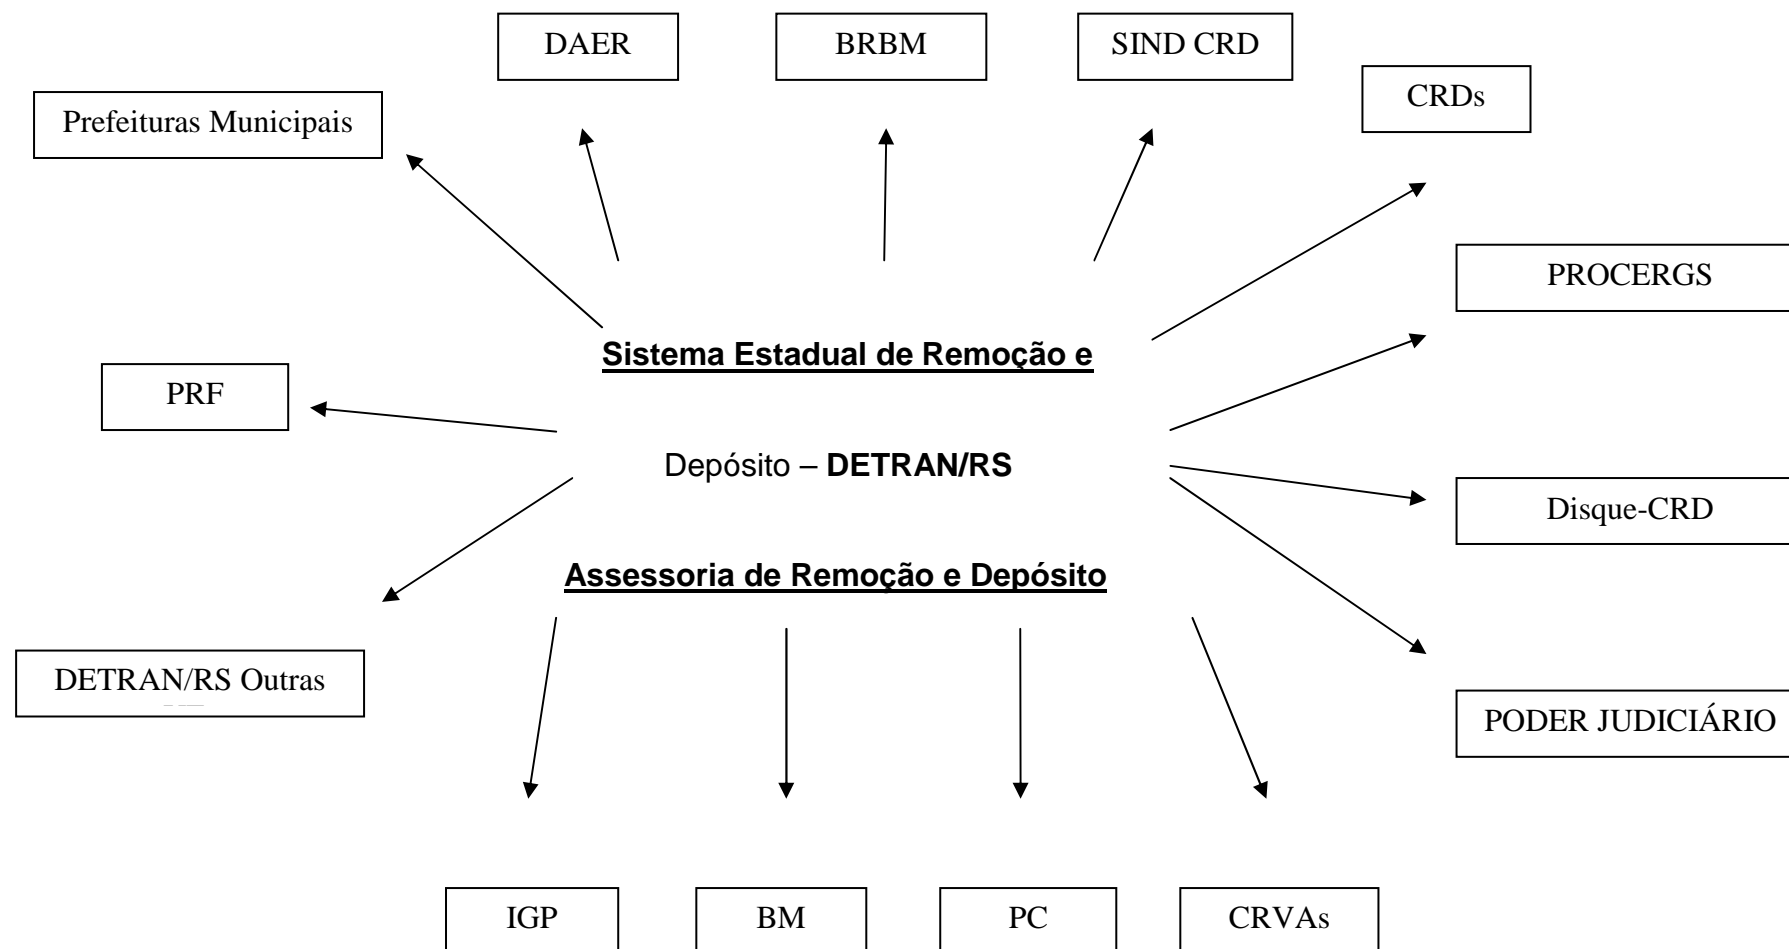 DAER
BRBM
SIND CRD
CRDs
Prefeituras Municipais
PROCERGS
Sistema Estadual de Remoção e
PRF
Depósito – DETRAN/RS
Disque-CRD
Assessoria de Remoção e Depósito
DETRAN/RS Outras
PODER JUDICIÁRIO
IGP
BM
PC
CRVAs